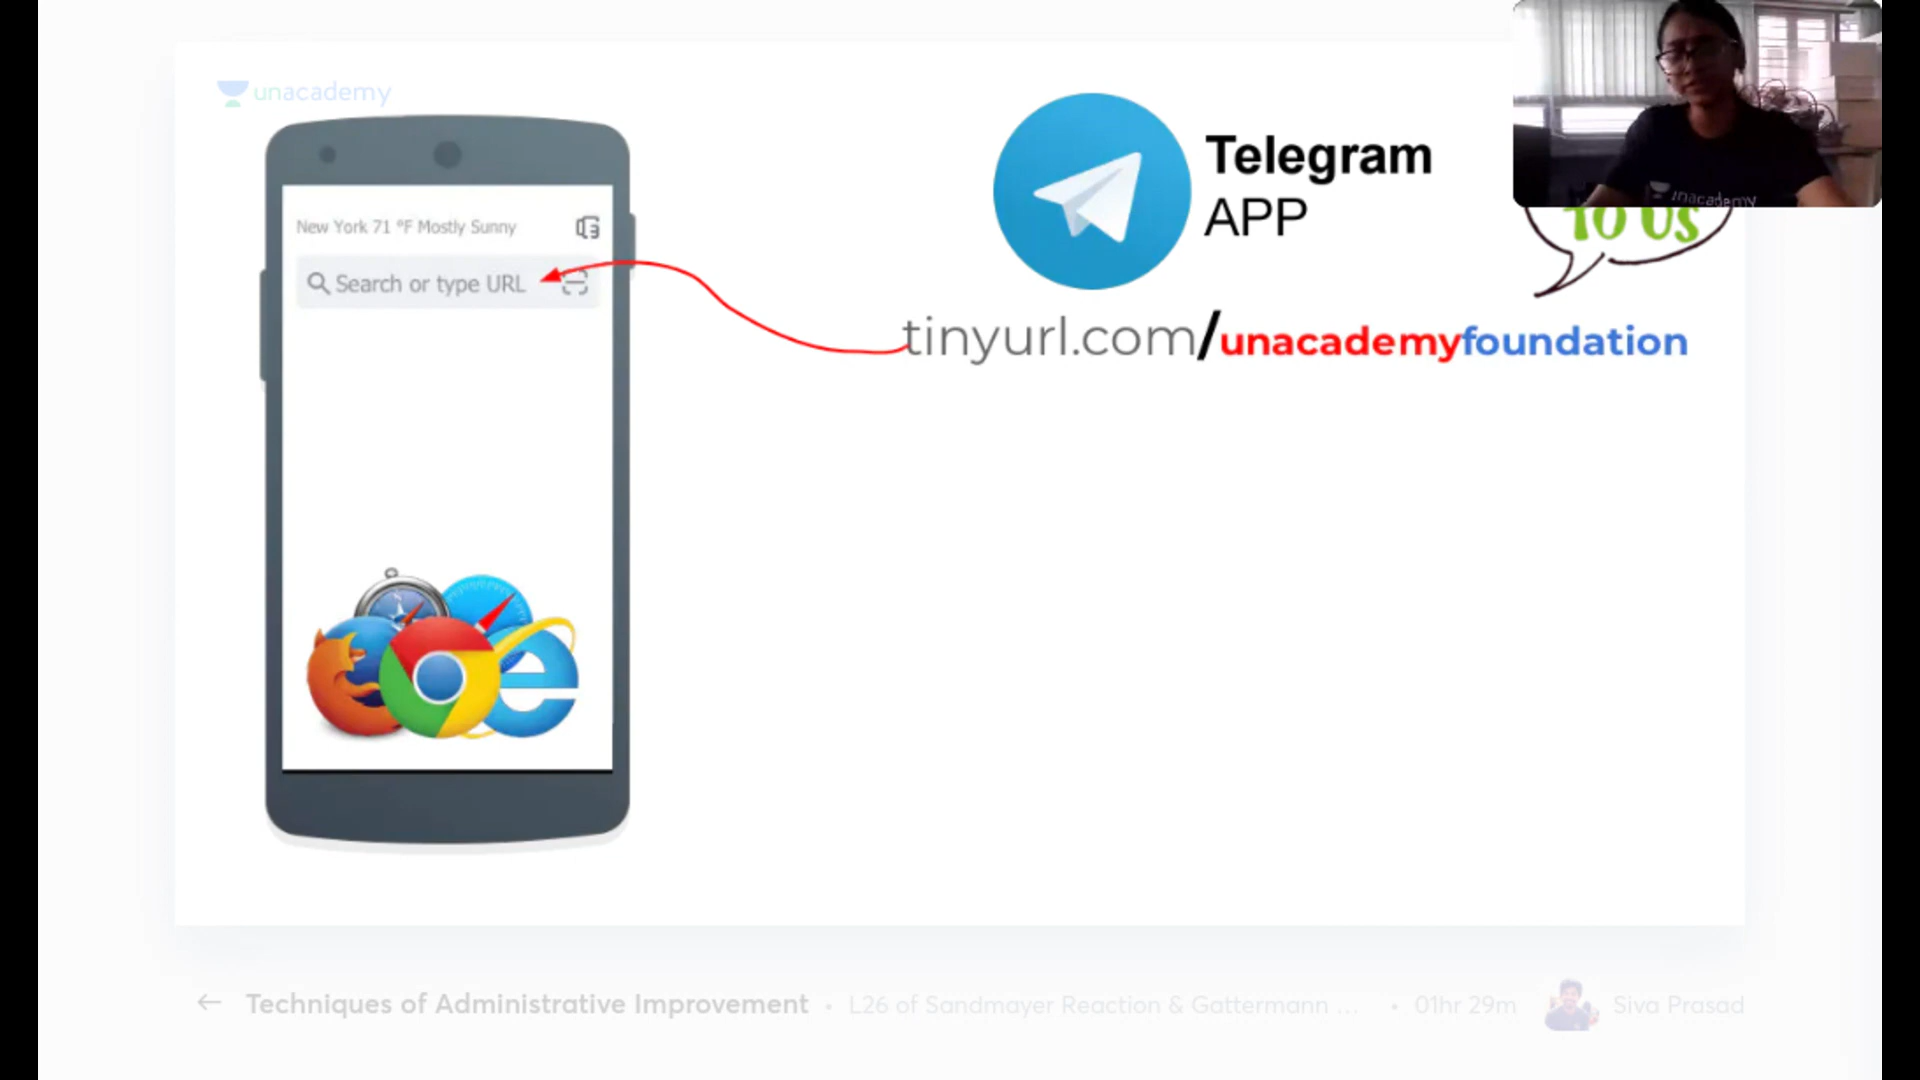 unacademy
New York 71 °F Mostly Sunny
Search or type URL
Telegram
APP
unacademy
TO US
tinyurl.com/unacademyfoundation
← Techniques of Administrative Improvement • L26 of Sandmayer Reaction & Gattermann ... • 01hr 29m Siva Prasad